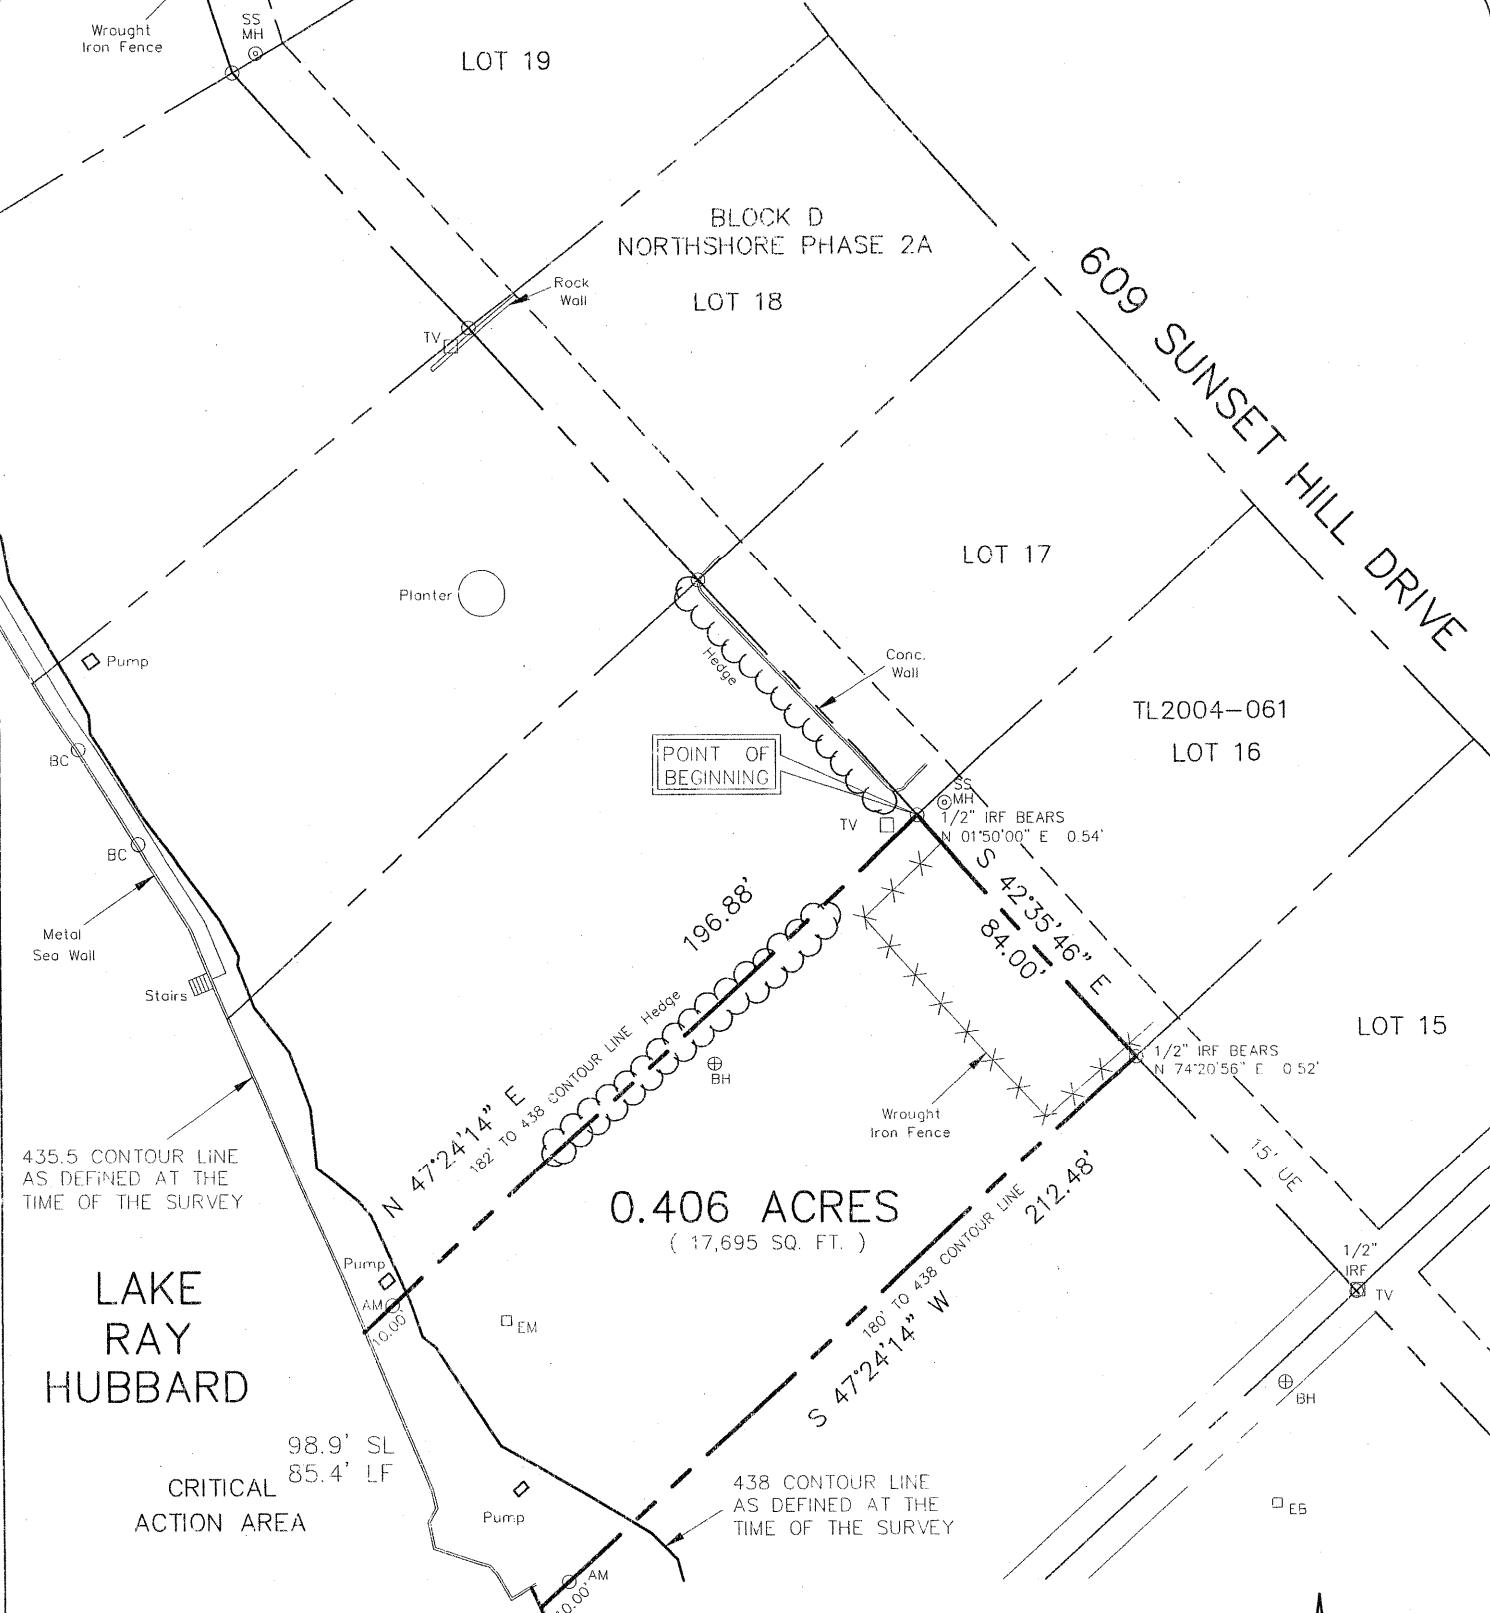 Wrought
Iron Fence
SS
MH
LOT 19
BLOCK D
NORTHSHORE PHASE 2A
LOT 18
Rock
Wall
TV
609 SUNSET HILL DRIVE
LOT 17
Planter
Hedge
Conc.
Wall
Pump
TL2004-061
LOT 16
POINT OF
BEGINNING
BC
SS
MH
TV
1/2" IRF BEARS
N 01°50'00" E 0.54'
BC
S 42°35'46" E
84.00'
196.88'
Metal
Sea Wall
Stairs
Hedge
182' TO 438 CONTOUR LINE
N 47°24'14" E
BH
LOT 15
1/2" IRF BEARS
N 74°20'56" E 0.52'
Wrought
Iron Fence
435.5 CONTOUR LINE
AS DEFINED AT THE
TIME OF THE SURVEY
15' UE
0.406 ACRES
( 17,695 SQ. FT. )
212.48'
180' TO 438 CONTOUR LINE
S 47°24'14" W
1/2"
IRF
TV
Pump
AM
10.00'
EM
LAKE
RAY
HUBBARD
BH
98.9' SL
85.4' LF
CRITICAL
ACTION AREA
Pump
438 CONTOUR LINE
AS DEFINED AT THE
TIME OF THE SURVEY
AM